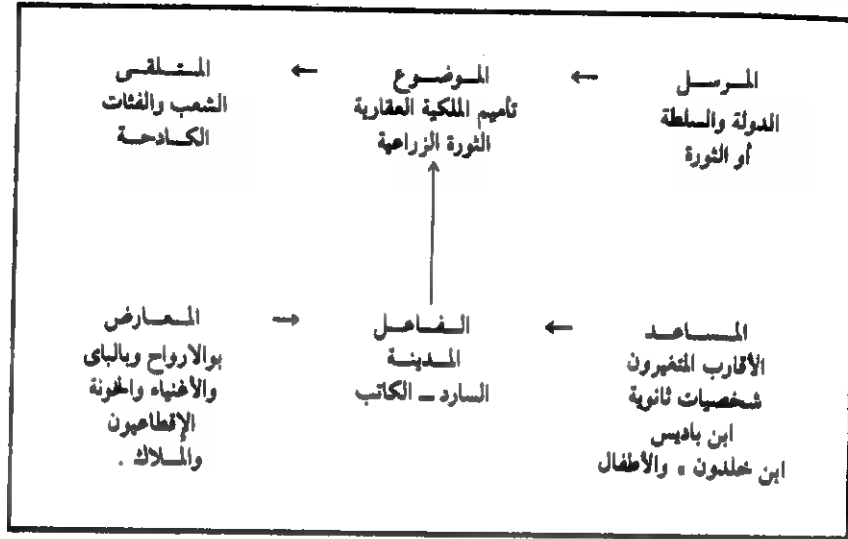 المرسل ← الموضوع ← المتلقى
الدولة والسلطة
أو الثورة
تأميم الملكية العقارية
الثورة الزراعية
الشعب والفئات
الكادحة
المساعد ← الفاعل → المعارض
الأقارب المتغيرون
شخصيات ثانوية
ابن باديس
ابن خلدون ، والأطفال
المدينة
السارد – الكاتب
بوالارواح وبالباى
والأغنياء والخونة
الإقطاعيون
والملاك .